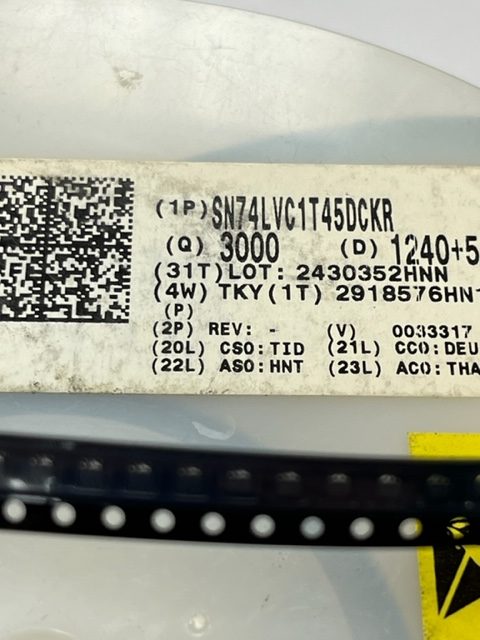 (1P)SN74LVC1T45DCKR
(Q) 3000 (D) 1240+5
(31T)LOT: 2430352HNN
(4W) TKY(1T) 2918576HN
(P)
(2P) REV: - (V) 0033317
(20L) CSO:TID (21L) CCO:DEU
(22L) ASO:HNT (23L) ACO:THA